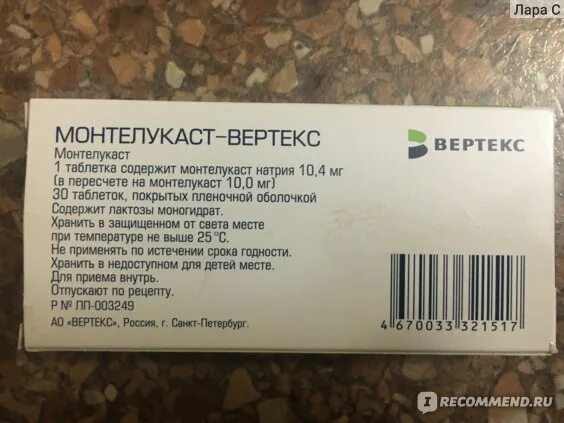 Лара С
МОНТЕЛУКАСТ-ВЕРТЕКС
ВЕРТЕКС
Монтелукаст
1 таблетка содержит монтелукаст натрия 10,4 мг
(в пересчете на монтелукаст 10,0 мг)
30 таблеток, покрытых пленочной оболочкой
Содержит лактозы моногидрат.
Хранить в защищенном от света месте
при температуре не выше 25 °C.
Не применять по истечении срока годности.
Хранить в недоступном для детей месте.
Для приема внутрь.
Отпускают по рецепту.
Р № ЛП-003249
АО «ВЕРТЕКС», Россия, г. Санкт-Петербург.
4 670033 321517
IRECOMMEND.RU